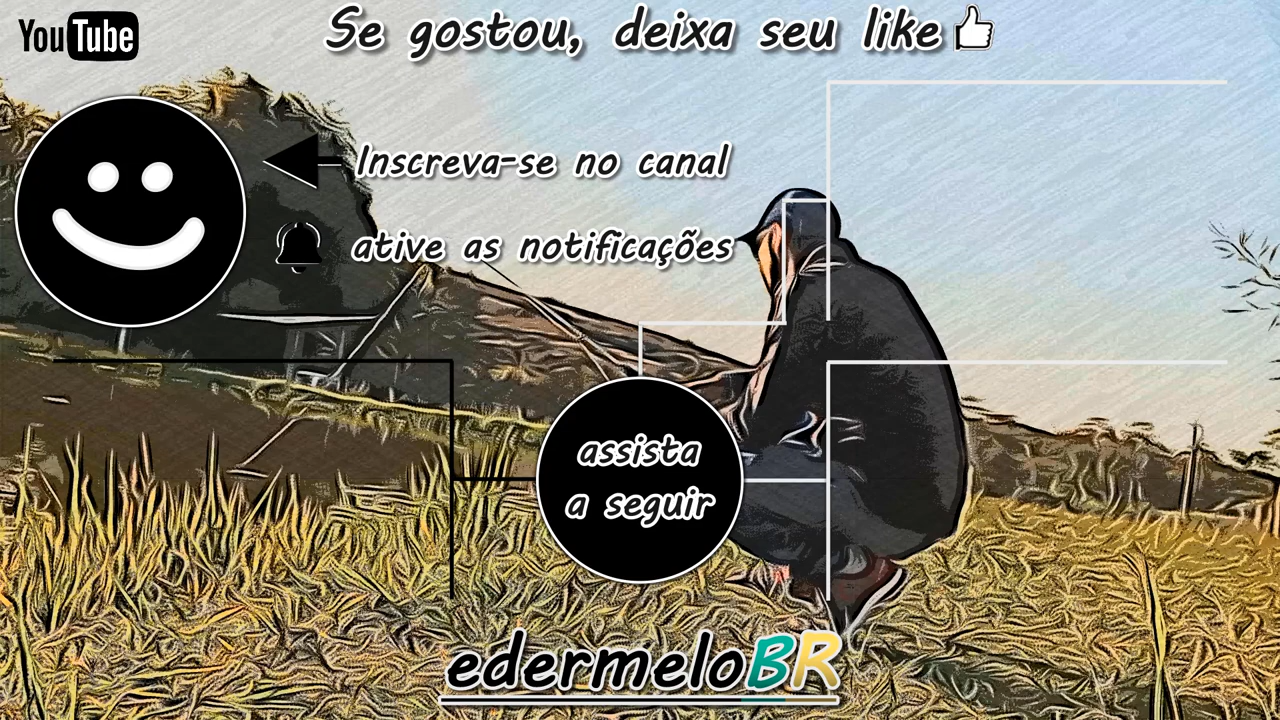 YouTube
Se gostou, deixa seu like
Inscreva-se no canal
ative as notificações
assista
a seguir
edermeloBR